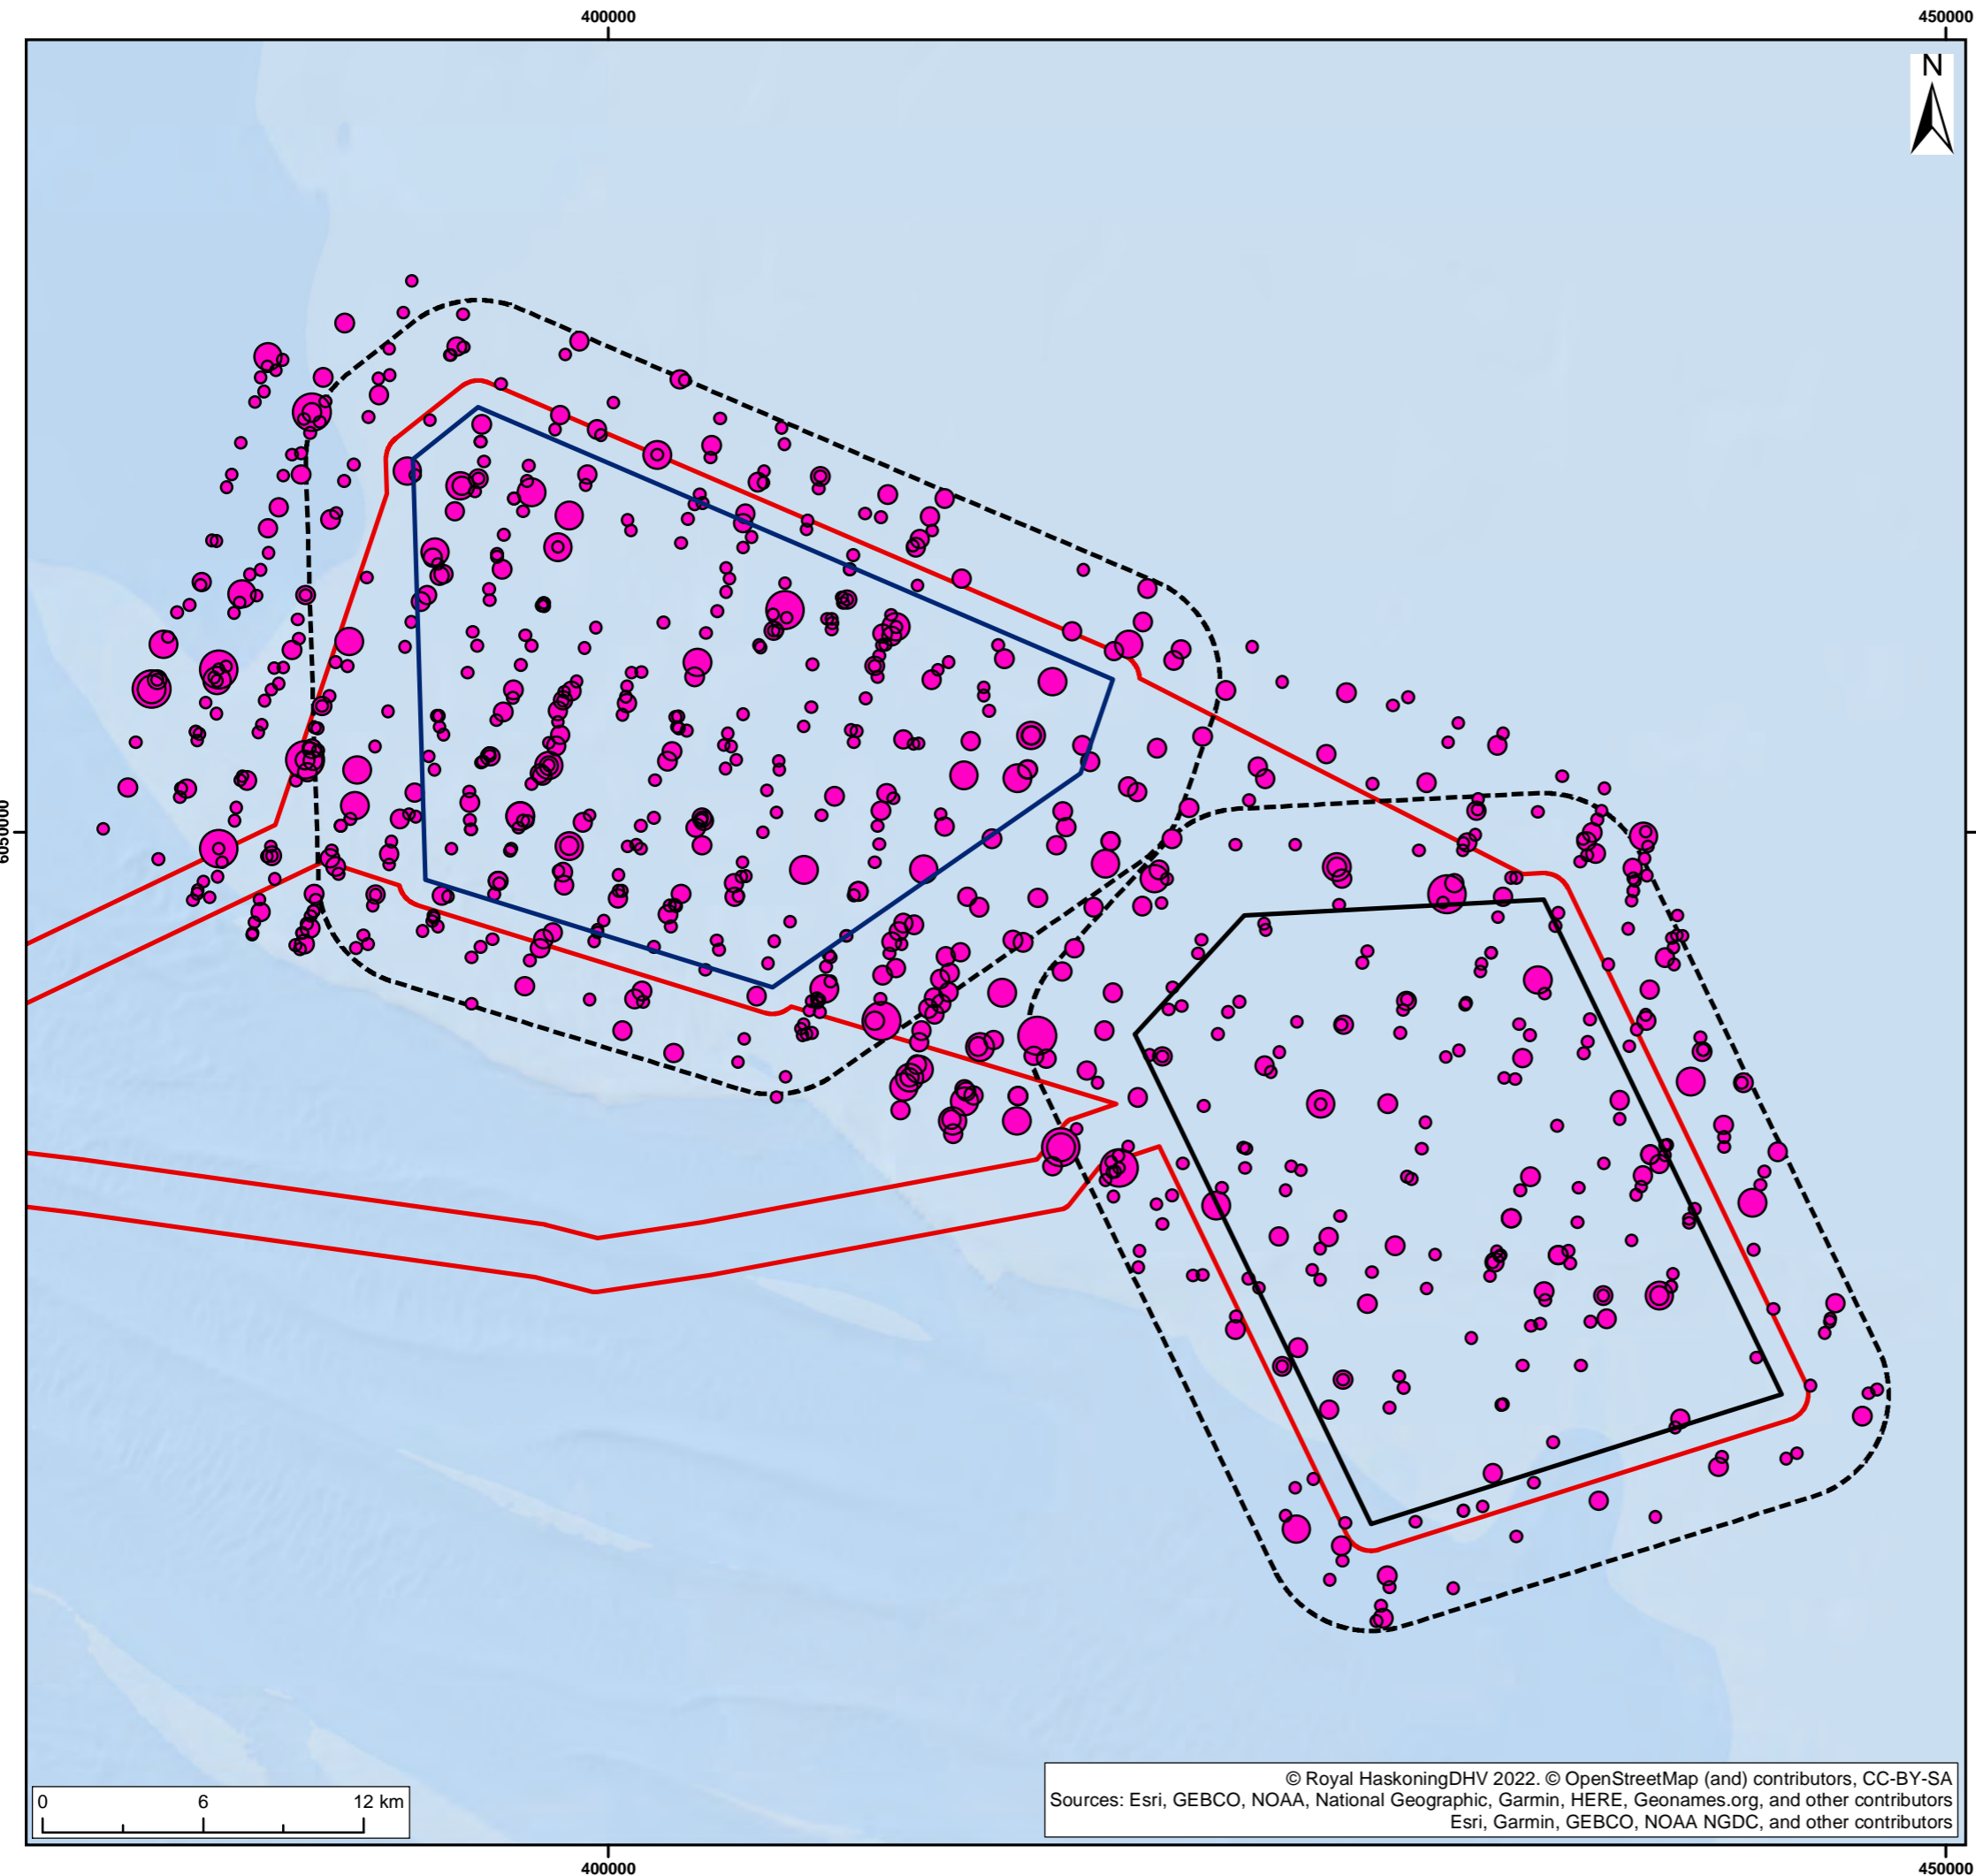 400000
450000
N
6050000
0
6
12 km
© Royal HaskoningDHV 2022. © OpenStreetMap (and) contributors, CC-BY-SA
Sources: Esri, GEBCO, NOAA, National Geographic, Garmin, HERE, Geonames.org, and other contributors
Esri, Garmin, GEBCO, NOAA NGDC, and other contributors
400000
450000